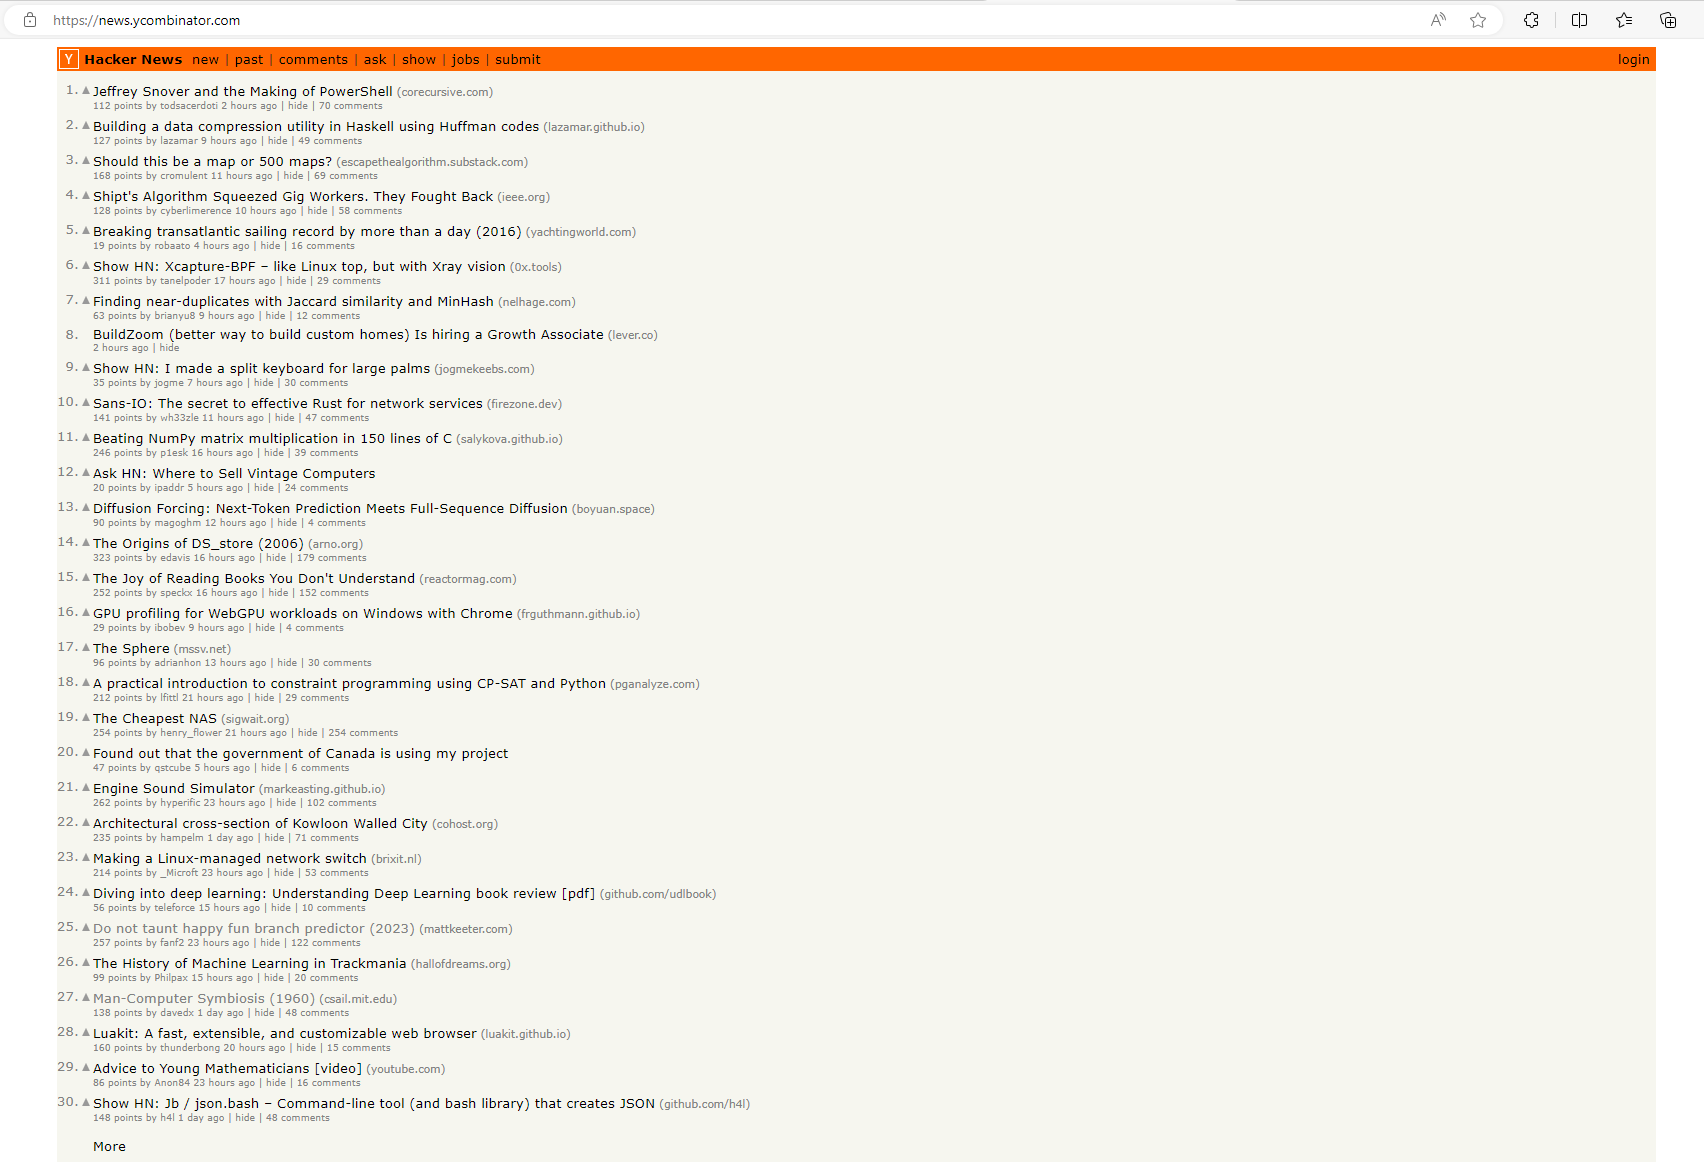 https://news.ycombinator.com
Y Hacker News new | past | comments | ask | show | jobs | submit login
1. Jeffrey Snover and the Making of PowerShell (corecursive.com)
112 points by todsacerdoti 2 hours ago | hide | 70 comments
2. Building a data compression utility in Haskell using Huffman codes (lazamar.github.io)
127 points by lazamar 9 hours ago | hide | 49 comments
3. Should this be a map or 500 maps? (escapethealgorithm.substack.com)
168 points by cromulent 11 hours ago | hide | 69 comments
4. Shipt's Algorithm Squeezed Gig Workers. They Fought Back (ieee.org)
128 points by cyberlimerence 10 hours ago | hide | 58 comments
5. Breaking transatlantic sailing record by more than a day (2016) (yachtingworld.com)
19 points by robaato 4 hours ago | hide | 16 comments
6. Show HN: Xcapture-BPF – like Linux top, but with Xray vision (0x.tools)
311 points by tanelpoder 17 hours ago | hide | 29 comments
7. Finding near-duplicates with Jaccard similarity and MinHash (nelhage.com)
63 points by brianyu8 9 hours ago | hide | 12 comments
8. BuildZoom (better way to build custom homes) Is hiring a Growth Associate (lever.co)
2 hours ago | hide
9. Show HN: I made a split keyboard for large palms (jogmekeebs.com)
35 points by jogme 7 hours ago | hide | 30 comments
10. Sans-IO: The secret to effective Rust for network services (firezone.dev)
141 points by wh33zle 11 hours ago | hide | 47 comments
11. Beating NumPy matrix multiplication in 150 lines of C (salykova.github.io)
246 points by p1esk 16 hours ago | hide | 39 comments
12. Ask HN: Where to Sell Vintage Computers
20 points by ipaddr 5 hours ago | hide | 24 comments
13. Diffusion Forcing: Next-Token Prediction Meets Full-Sequence Diffusion (boyuan.space)
90 points by magoghm 12 hours ago | hide | 4 comments
14. The Origins of DS_store (2006) (arno.org)
323 points by edavis 16 hours ago | hide | 179 comments
15. The Joy of Reading Books You Don't Understand (reactormag.com)
252 points by speckx 16 hours ago | hide | 152 comments
16. GPU profiling for WebGPU workloads on Windows with Chrome (frguthmann.github.io)
29 points by ibobev 9 hours ago | hide | 4 comments
17. The Sphere (mssv.net)
96 points by adrianhon 13 hours ago | hide | 30 comments
18. A practical introduction to constraint programming using CP-SAT and Python (pganalyze.com)
212 points by lfittl 21 hours ago | hide | 29 comments
19. The Cheapest NAS (sigwait.org)
254 points by henry_flower 21 hours ago | hide | 254 comments
20. Found out that the government of Canada is using my project
47 points by qstcube 5 hours ago | hide | 6 comments
21. Engine Sound Simulator (markeasting.github.io)
262 points by hyperific 23 hours ago | hide | 102 comments
22. Architectural cross-section of Kowloon Walled City (cohost.org)
235 points by hampelm 1 day ago | hide | 71 comments
23. Making a Linux-managed network switch (brixit.nl)
214 points by _Microft 23 hours ago | hide | 53 comments
24. Diving into deep learning: Understanding Deep Learning book review [pdf] (github.com/udlbook)
56 points by teleforce 15 hours ago | hide | 10 comments
25. Do not taunt happy fun branch predictor (2023) (mattkeeter.com)
257 points by fanf2 23 hours ago | hide | 122 comments
26. The History of Machine Learning in Trackmania (hallofdreams.org)
99 points by Philpax 15 hours ago | hide | 20 comments
27. Man-Computer Symbiosis (1960) (csail.mit.edu)
138 points by davedx 1 day ago | hide | 48 comments
28. Luakit: A fast, extensible, and customizable web browser (luakit.github.io)
160 points by thunderbong 20 hours ago | hide | 15 comments
29. Advice to Young Mathematicians [video] (youtube.com)
86 points by Anon84 23 hours ago | hide | 16 comments
30. Show HN: Jb / json.bash – Command-line tool (and bash library) that creates JSON (github.com/h4l)
148 points by h4l 1 day ago | hide | 48 comments
More